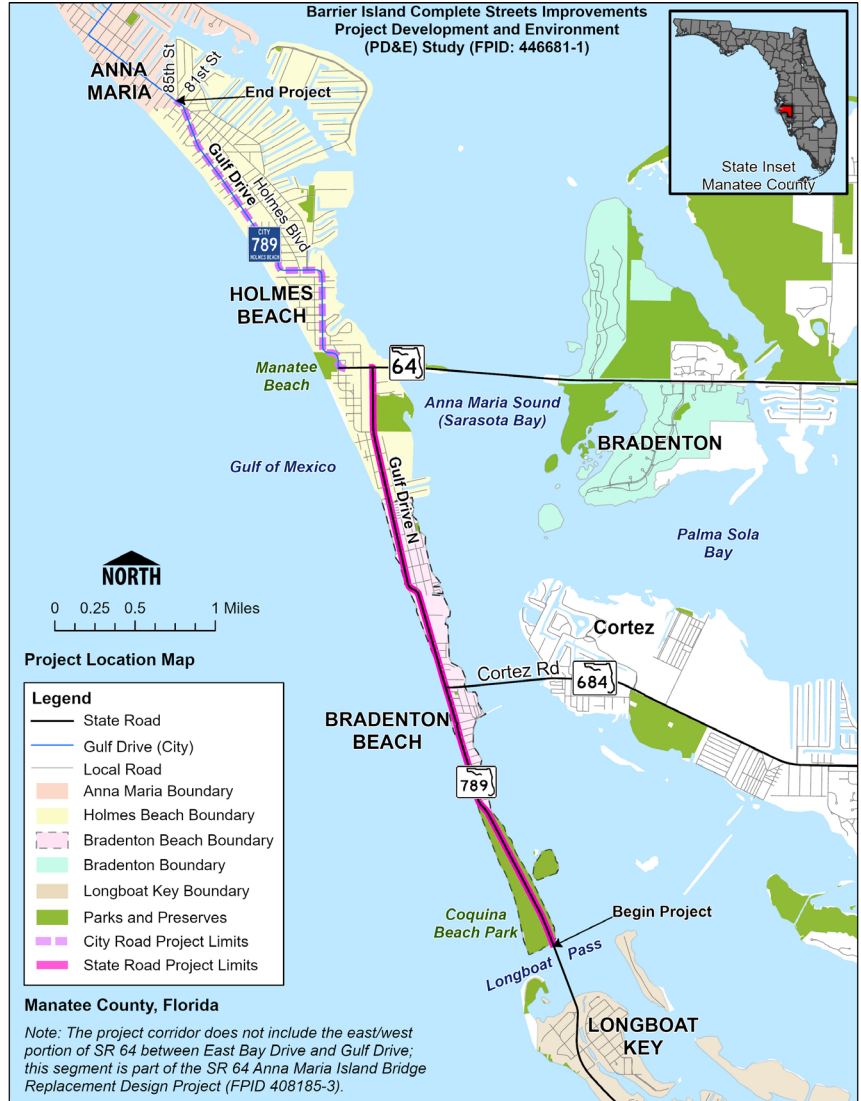 Barrier Island Complete Streets Improvements
Project Development and Environment
(PD&E) Study (FPID: 446681-1)
State Inset
Manatee County
ANNA
MARIA
85th St
81st St
End Project
Gulf Drive
Holmes Blvd
CITY
789
HOLMES BEACH
HOLMES
BEACH
Manatee
Beach
64
Anna Maria Sound
(Sarasota Bay)
BRADENTON
Gulf of Mexico
Gulf Drive N
Palma Sola
Bay
NORTH
0 0.25 0.5 1 Miles
Cortez
Cortez Rd
684
Project Location Map
BRADENTON
BEACH
789
Legend
State Road
Gulf Drive (City)
Local Road
Anna Maria Boundary
Holmes Beach Boundary
Bradenton Beach Boundary
Bradenton Boundary
Longboat Key Boundary
Parks and Preserves
City Road Project Limits
State Road Project Limits
Coquina
Beach Park
Begin Project
Longboat Pass
LONGBOAT
KEY
Manatee County, Florida
Note: The project corridor does not include the east/west
portion of SR 64 between East Bay Drive and Gulf Drive;
this segment is part of the SR 64 Anna Maria Island Bridge
Replacement Design Project (FPID 408185-3).